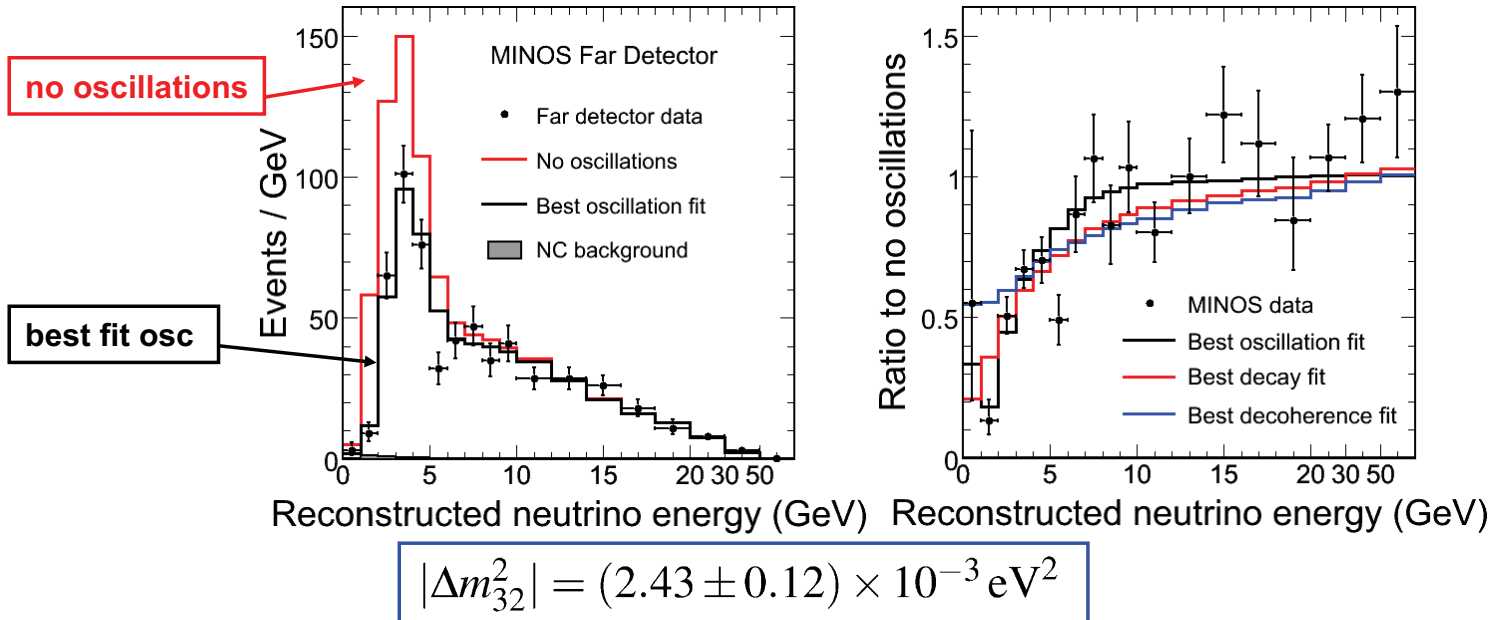 no oscillations
best fit osc
150
100
50
0
Events / GeV
MINOS Far Detector
Far detector data
No oscillations
Best oscillation fit
NC background
0 5 10 15 20 30 50
Reconstructed neutrino energy (GeV)
1.5
1
0.5
0
Ratio to no oscillations
MINOS data
Best oscillation fit
Best decay fit
Best decoherence fit
0 5 10 15 20 30 50
Reconstructed neutrino energy (GeV)
|Δm²₃₂| = (2.43 ± 0.12) × 10⁻³ eV²